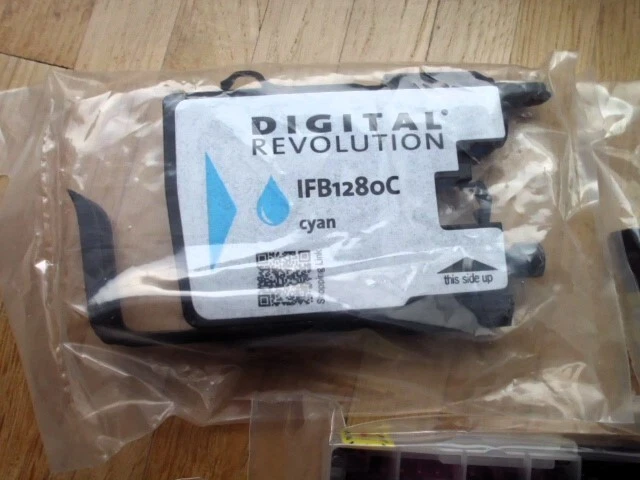 DIGITAL®
REVOLUTION
IFB1280C
cyan
this side up